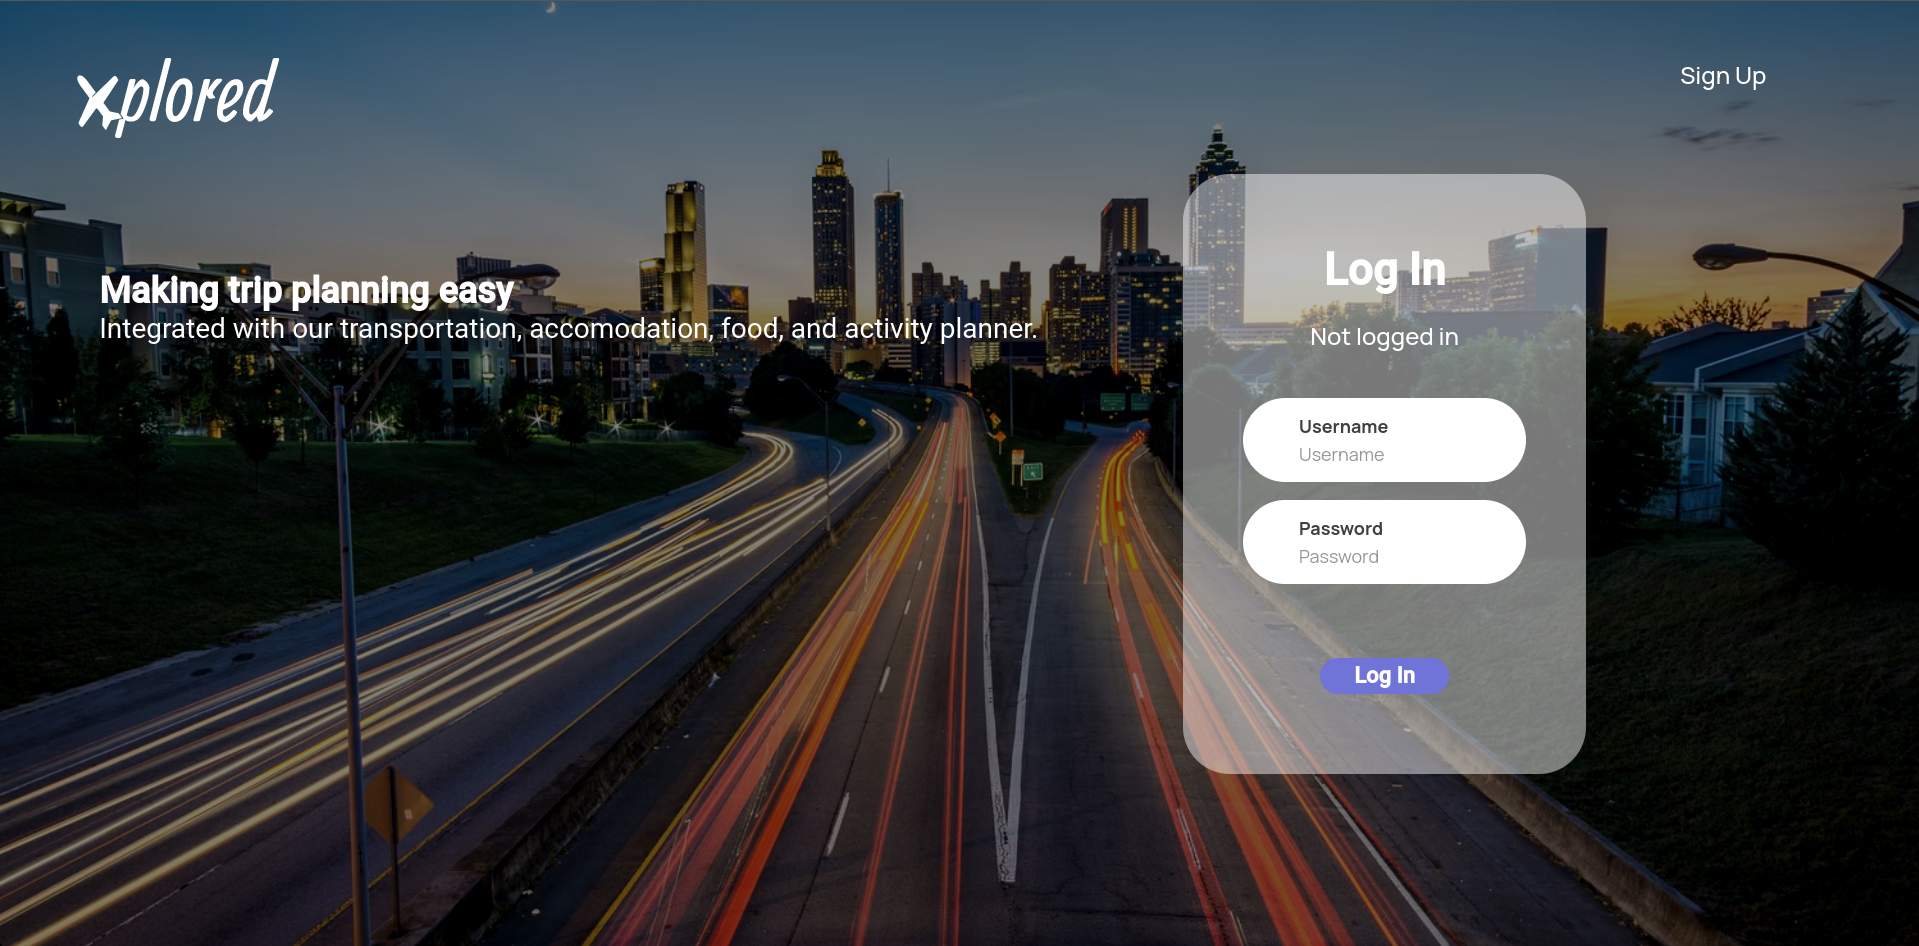 xplored
Sign Up
Making trip planning easy
Integrated with our transportation, accomodation, food, and activity planner.
Log In
Not logged in
Username
Username
Password
Password
Log In